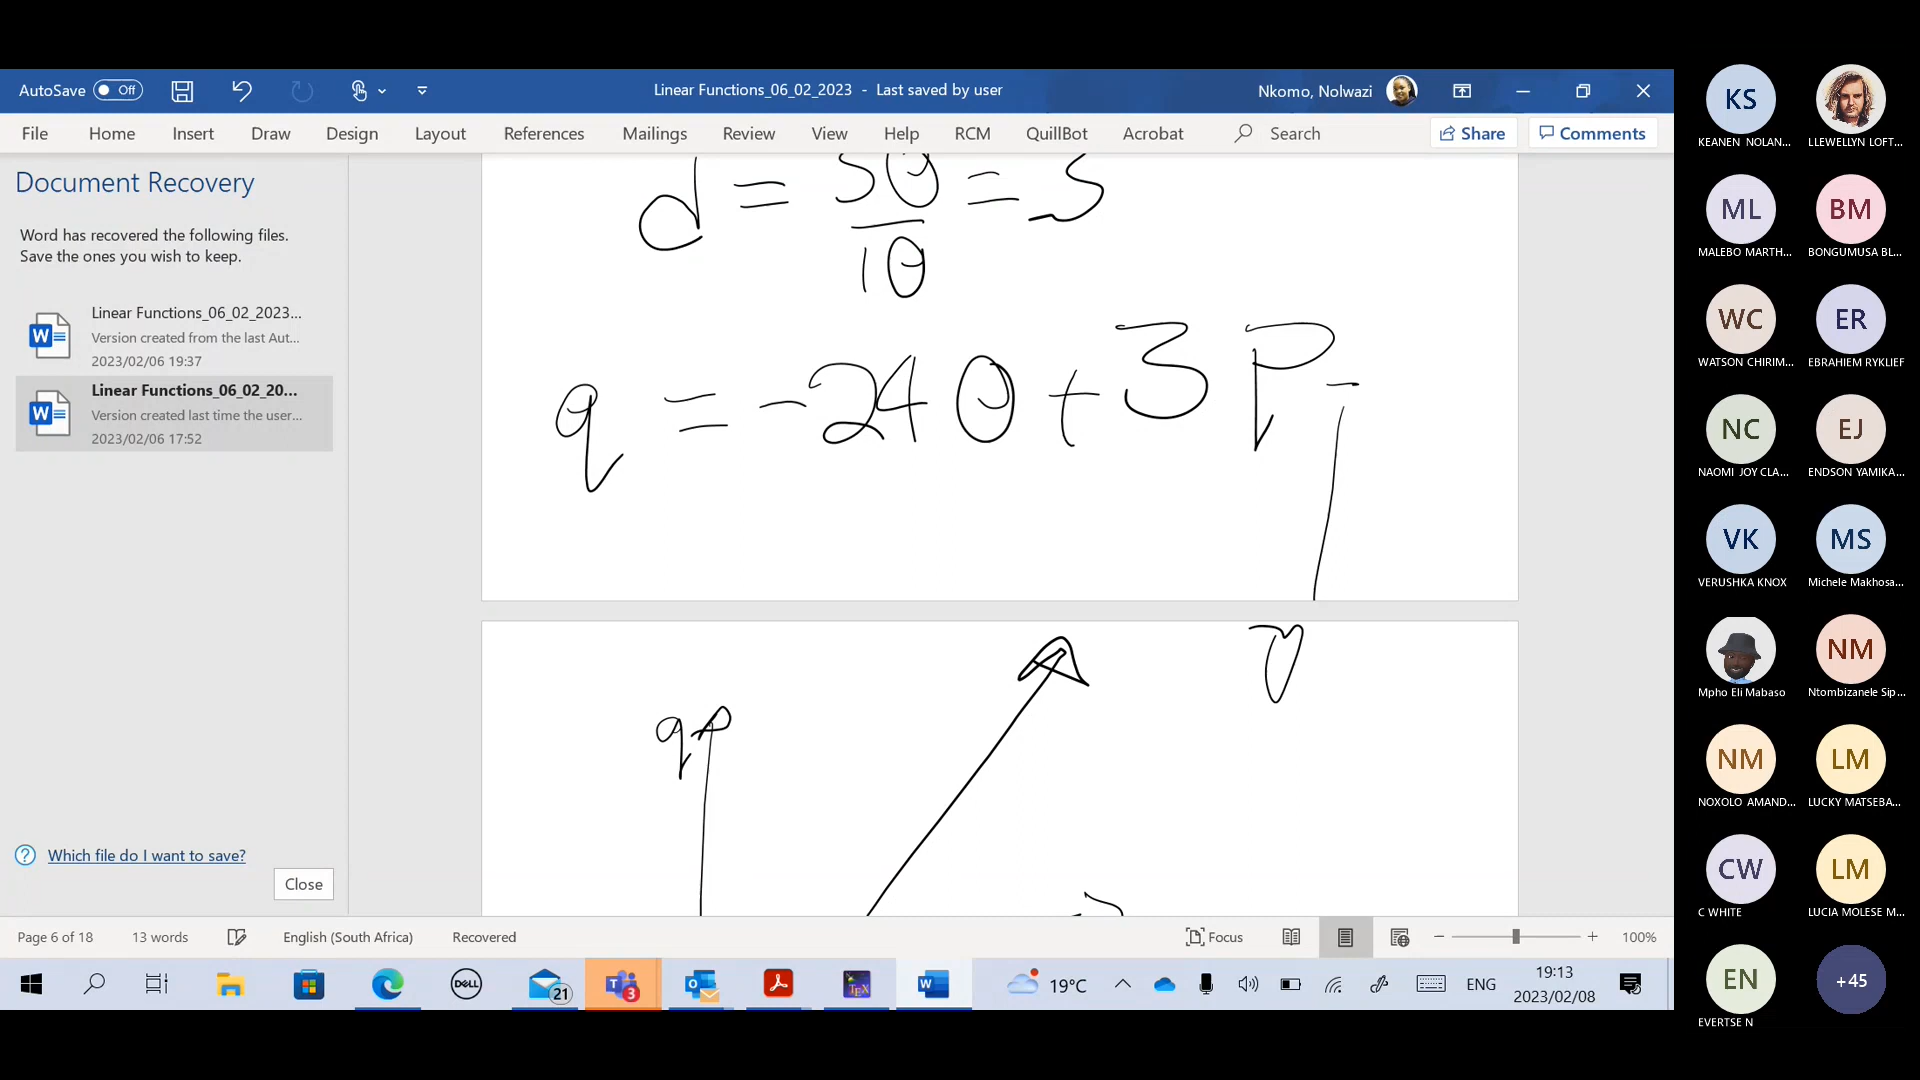 AutoSave Off
Linear Functions_06_02_2023 - Last saved by user
Nkomo, Nolwazi
File Home Insert Draw Design Layout References Mailings Review View Help RCM QuillBot Acrobat Search Share Comments
Document Recovery
Word has recovered the following files.
Save the ones you wish to keep.
Linear Functions_06_02_2023...
Version created from the last Aut...
2023/02/06 19:37
Linear Functions_06_02_20...
Version created last time the user...
2023/02/06 17:52
Which file do I want to save?
Close
d = 30/10 = 3
q = -240 + 3P
q
Page 6 of 18 13 words English (South Africa) Recovered Focus 100%
DELL 21 3 TEX 19°C ENG 19:13
2023/02/08
KS
KEANEN NOLAN...
LLEWELLYN LOFT...
ML
MALEBO MARTH...
BM
BONGUMUSA BL...
WC
WATSON CHIRIM...
ER
EBRAHIEM RYKLIEF
NC
NAOMI JOY CLA...
EJ
ENDSON YAMIKA...
VK
VERUSHKA KNOX
MS
Michele Makhosa...
Mpho Eli Mabaso
NM
Ntombizanele Sip...
NM
NOXOLO AMAND...
LM
LUCKY MATSEBA...
CW
C WHITE
LM
LUCIA MOLESE M...
EN
EVERTSE N
+45